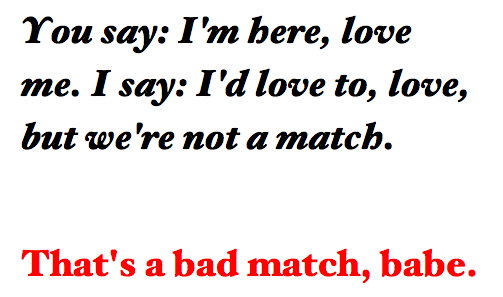 You say: I'm here, love
me. I say: I'd love to, love,
but we're not a match.
That's a bad match, babe.